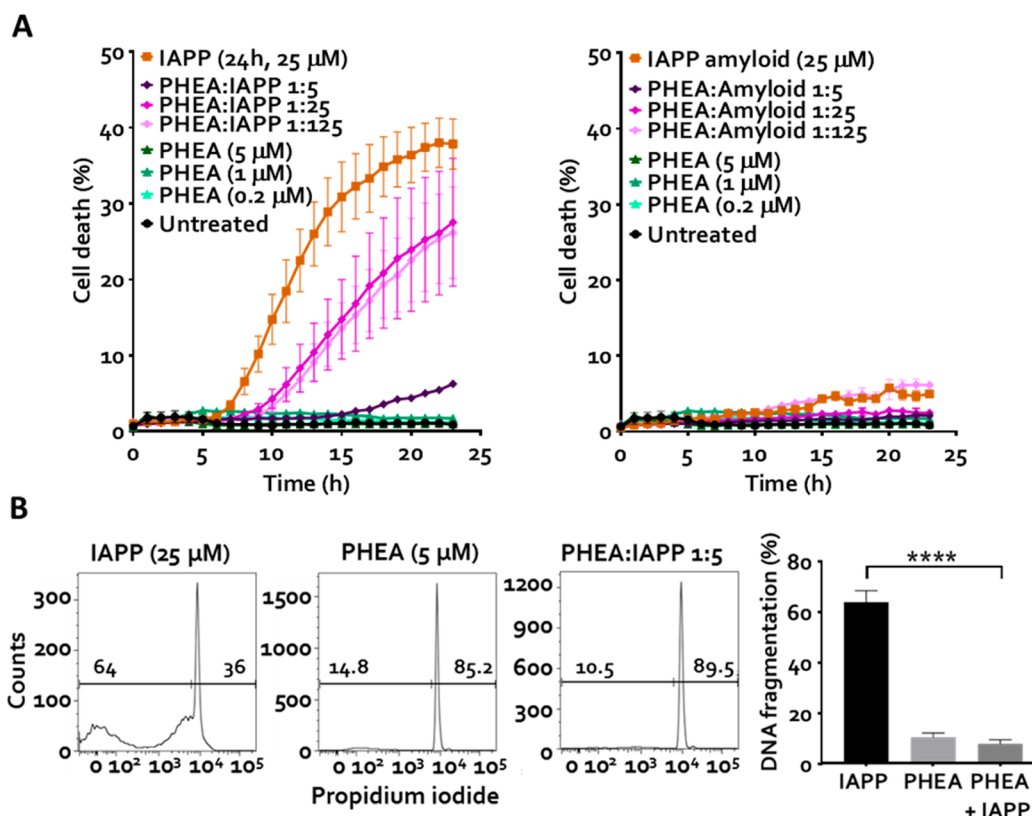 A
50
40
30
20
10
0
Cell death (%)
IAPP (24h, 25 µM)
PHEA:IAPP 1:5
PHEA:IAPP 1:25
PHEA:IAPP 1:125
PHEA (5 µM)
PHEA (1 µM)
PHEA (0.2 µM)
Untreated
0 5 10 15 20 25
Time (h)
50
40
30
20
10
0
Cell death (%)
IAPP amyloid (25 µM)
PHEA:Amyloid 1:5
PHEA:Amyloid 1:25
PHEA:Amyloid 1:125
PHEA (5 µM)
PHEA (1 µM)
PHEA (0.2 µM)
Untreated
0 5 10 15 20 25
Time (h)
B
IAPP (25 µM)
Counts
300
200
100
0
64 36
0 10² 10³ 10⁴ 10⁵
PHEA (5 µM)
1500
1000
500
0
14.8 85.2
0 10² 10³ 10⁴ 10⁵
PHEA:IAPP 1:5
1200
900
600
300
0
10.5 89.5
0 10² 10³ 10⁴ 10⁵
Propidium iodide
DNA fragmentation (%)
80
60
40
20
0
****
IAPP PHEA PHEA
+ IAPP